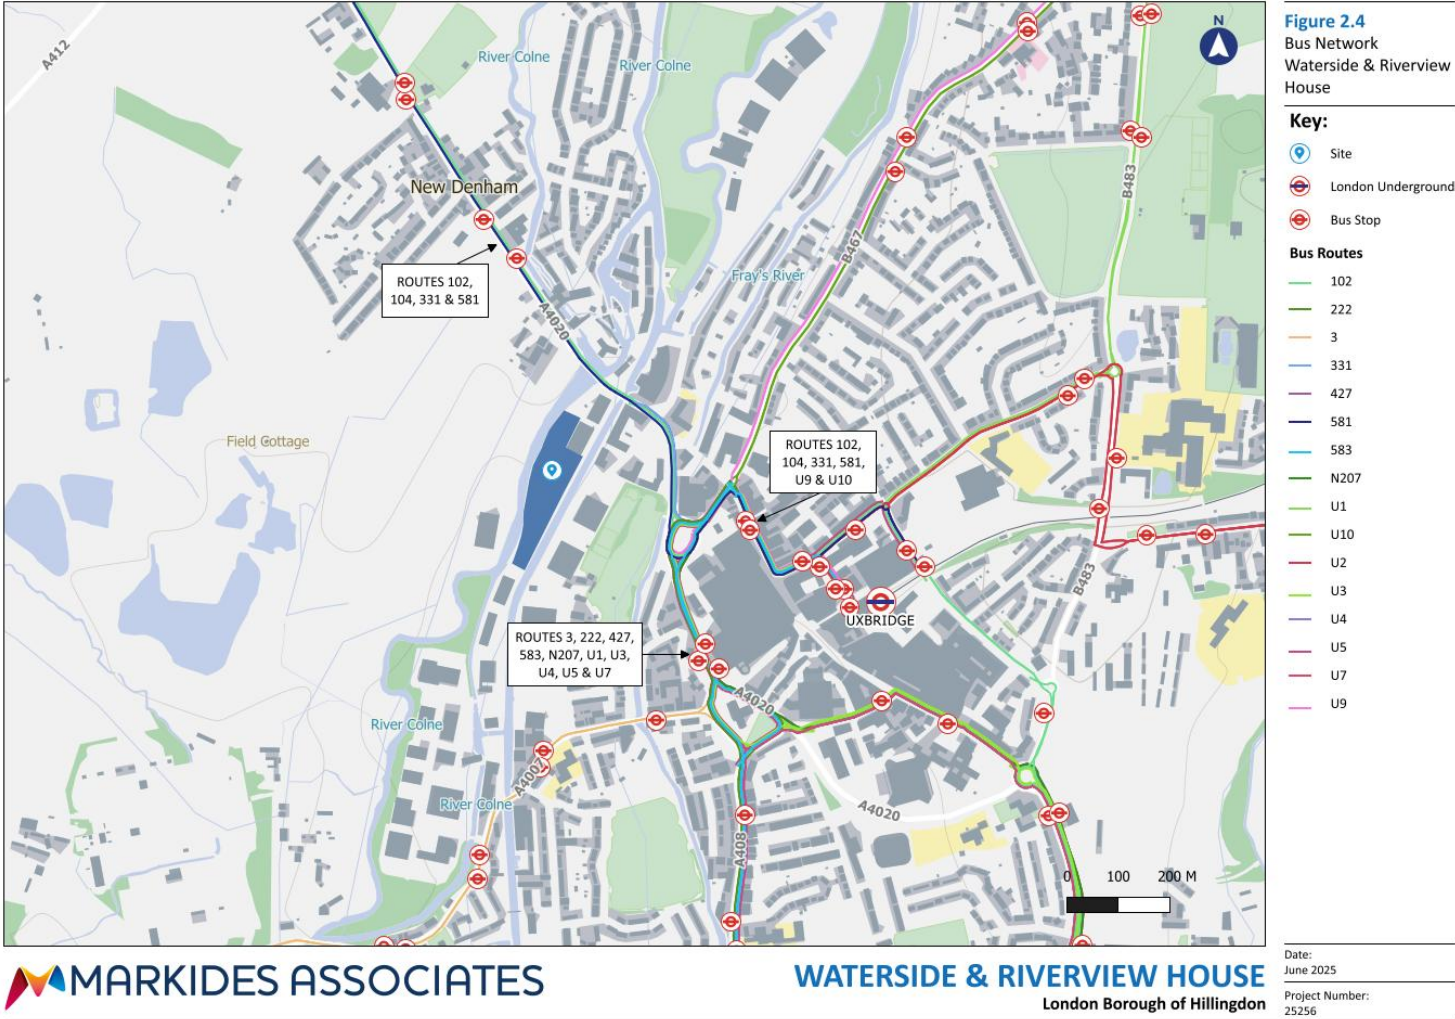 A412
River Colne
River Colne
N
New Denham
B483
B467
Fray's River
ROUTES 102,
104, 331 & 581
A4020
Field Cottage
ROUTES 102,
104, 331, 581,
U9 & U10
B483
UXBRIDGE
ROUTES 3, 222, 427,
583, N207, U1, U3,
U4, U5 & U7
A4020
River Colne
A4007
River Colne
A4020
A408
0 100 200 M
Figure 2.4
Bus Network
Waterside & Riverview
House
Key:
Site
London Underground
Bus Stop
Bus Routes
102
222
3
331
427
581
583
N207
U1
U10
U2
U3
U4
U5
U7
U9
MARKIDES ASSOCIATES
WATERSIDE & RIVERVIEW HOUSE
London Borough of Hillingdon
Date:
June 2025
Project Number:
25256